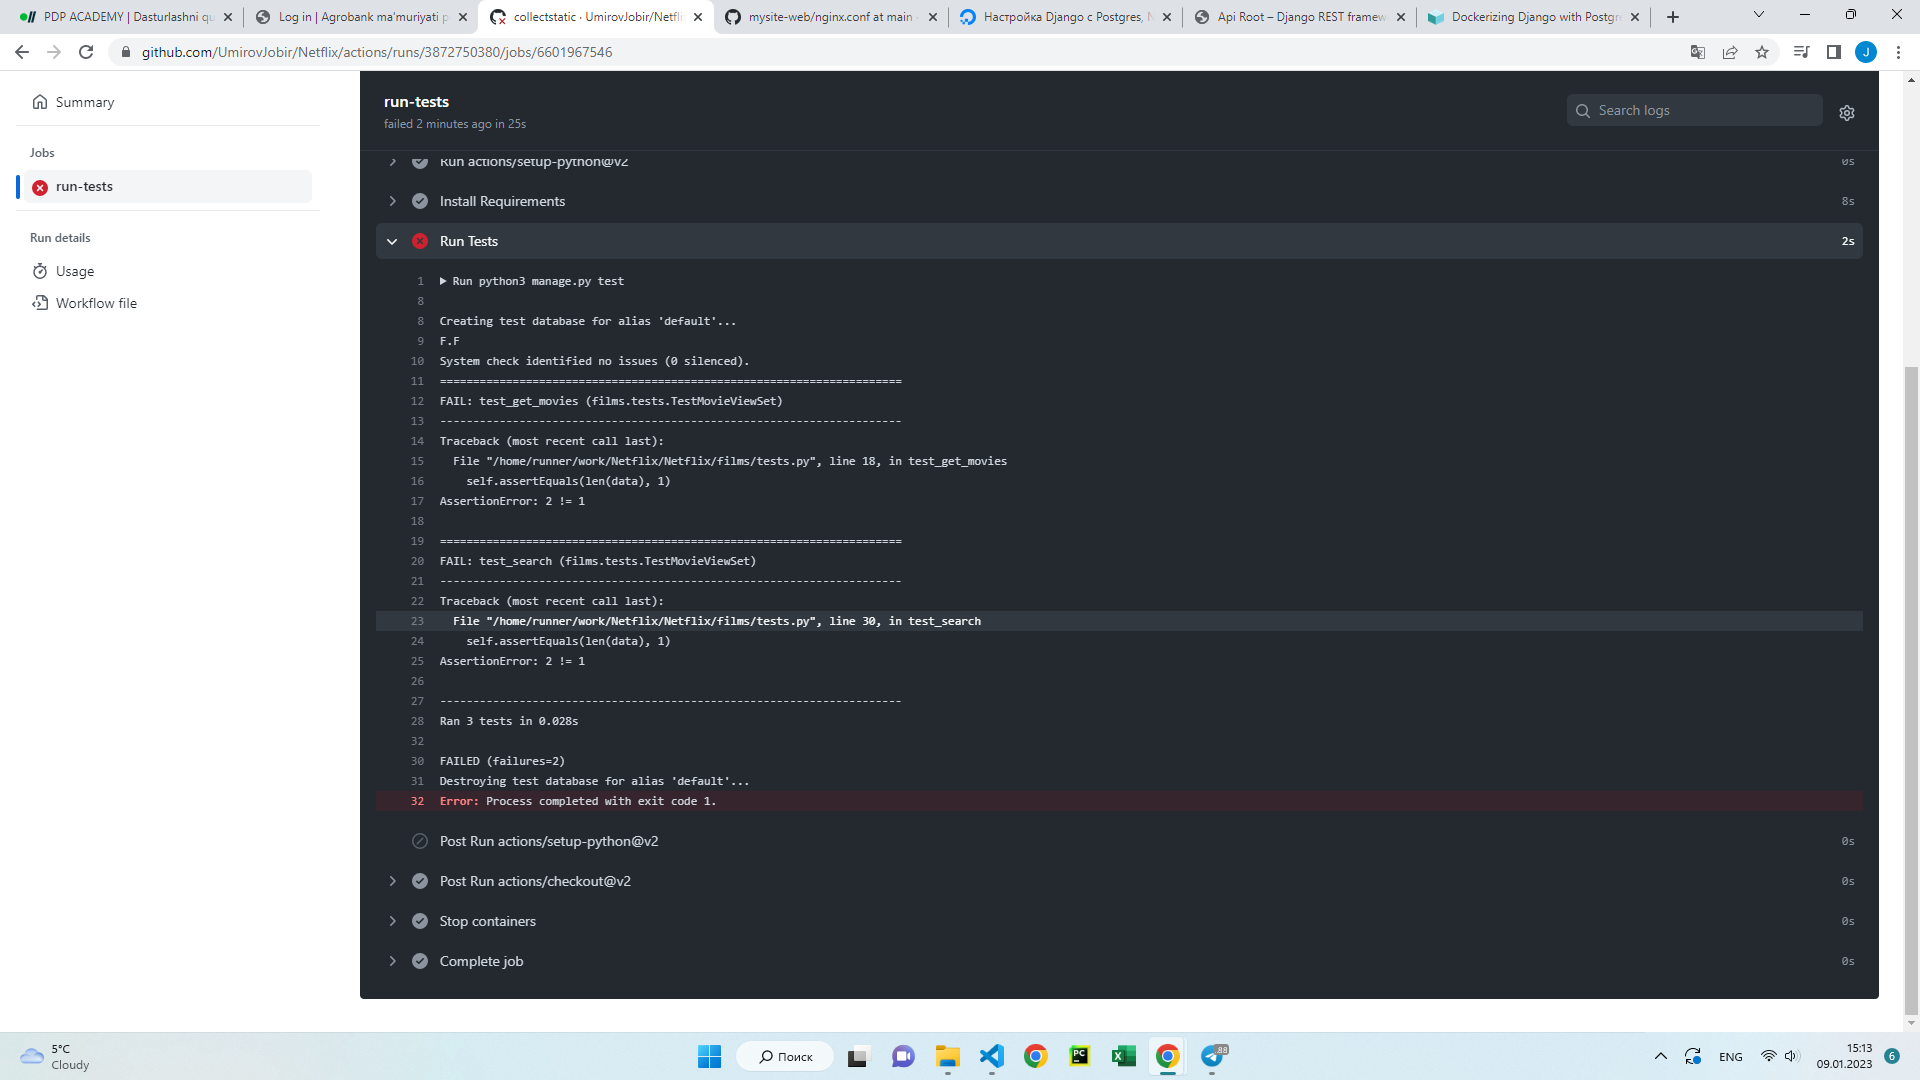 PDP ACADEMY | Dasturlashni qu
Log in | Agrobank ma'muriyati p
collectstatic · UmirovJobir/Netfli
mysite-web/nginx.conf at main
Настройка Django с Postgres, N
Api Root – Django REST framew
Dockerizing Django with Postgr
github.com/UmirovJobir/Netflix/actions/runs/3872750380/jobs/6601967546
J
Summary
Jobs
run-tests
Run details
Usage
Workflow file
run-tests
failed 2 minutes ago in 25s
Search logs
Run actions/setup-python@v2 0s
Install Requirements 8s
Run Tests 2s
1 Run python3 manage.py test
8
8 Creating test database for alias 'default'...
9 F.F
10 System check identified no issues (0 silenced).
11 ======================================================================
12 FAIL: test_get_movies (films.tests.TestMovieViewSet)
13 ----------------------------------------------------------------------
14 Traceback (most recent call last):
15 File "/home/runner/work/Netflix/Netflix/films/tests.py", line 18, in test_get_movies
16 self.assertEquals(len(data), 1)
17 AssertionError: 2 != 1
18
19 ======================================================================
20 FAIL: test_search (films.tests.TestMovieViewSet)
21 ----------------------------------------------------------------------
22 Traceback (most recent call last):
23 File "/home/runner/work/Netflix/Netflix/films/tests.py", line 30, in test_search
24 self.assertEquals(len(data), 1)
25 AssertionError: 2 != 1
26
27 ----------------------------------------------------------------------
28 Ran 3 tests in 0.028s
32
30 FAILED (failures=2)
31 Destroying test database for alias 'default'...
32 Error: Process completed with exit code 1.
Post Run actions/setup-python@v2 0s
Post Run actions/checkout@v2 0s
Stop containers 0s
Complete job 0s
5°C
Cloudy
Поиск
PC
88
ENG
15:13
09.01.2023
6